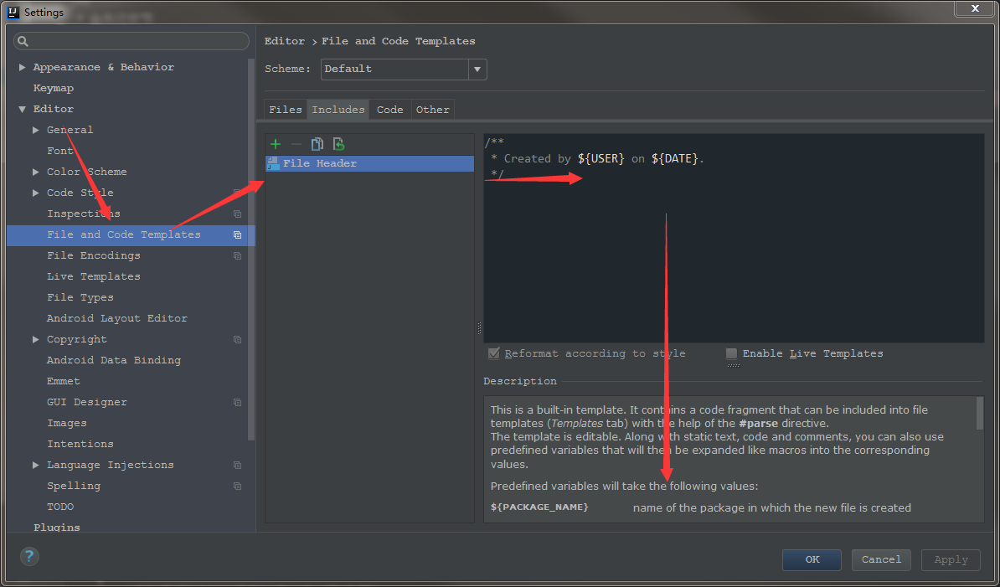 Settings
Appearance & Behavior
Keymap
Editor
General
Font
Color Scheme
Code Style
Inspections
File and Code Templates
File Encodings
Live Templates
File Types
Android Layout Editor
Copyright
Android Data Binding
Emmet
GUI Designer
Images
Intentions
Language Injections
Spelling
TODO
Plugins
Editor > File and Code Templates
Scheme: Default
Files Includes Code Other
File Header
/**
* Created by ${USER} on ${DATE}.
*/
Reformat according to style Enable Live Templates
Description
This is a built-in template. It contains a code fragment that can be included into file
templates (Templates tab) with the help of the #parse directive.
The template is editable. Along with static text, code and comments, you can also use
predefined variables that will then be expanded like macros into the corresponding
values.
Predefined variables will take the following values:
${PACKAGE_NAME} name of the package in which the new file is created
?
OK Cancel Apply